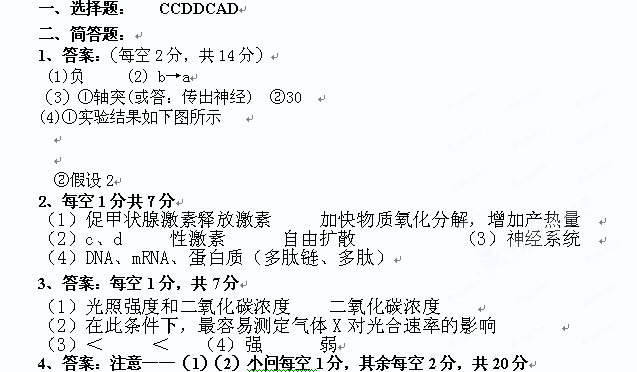 一、选择题： CCDDCAD
二、简答题：
1、答案：（每空2分，共14分）
(1)负 (2) b→a
（3）①轴突(或答：传出神经) ②30
(4)①实验结果如下图所示
②假设2
2、每空1分共7分
（1）促甲状腺激素释放激素 加快物质氧化分解，增加产热量
（2）c、d 性激素 自由扩散 （3）神经系统
（4）DNA、mRNA、蛋白质（多肽链、多肽）
3、答案：每空1分，共7分
（1）光照强度和二氧化碳浓度 二氧化碳浓度
（2）在此条件下，最容易测定气体X对光合速率的影响
（3）＜ ＜ （4）强 弱
4、答案：注意——（1）（2）小问每空1分，其余每空2分，共20分